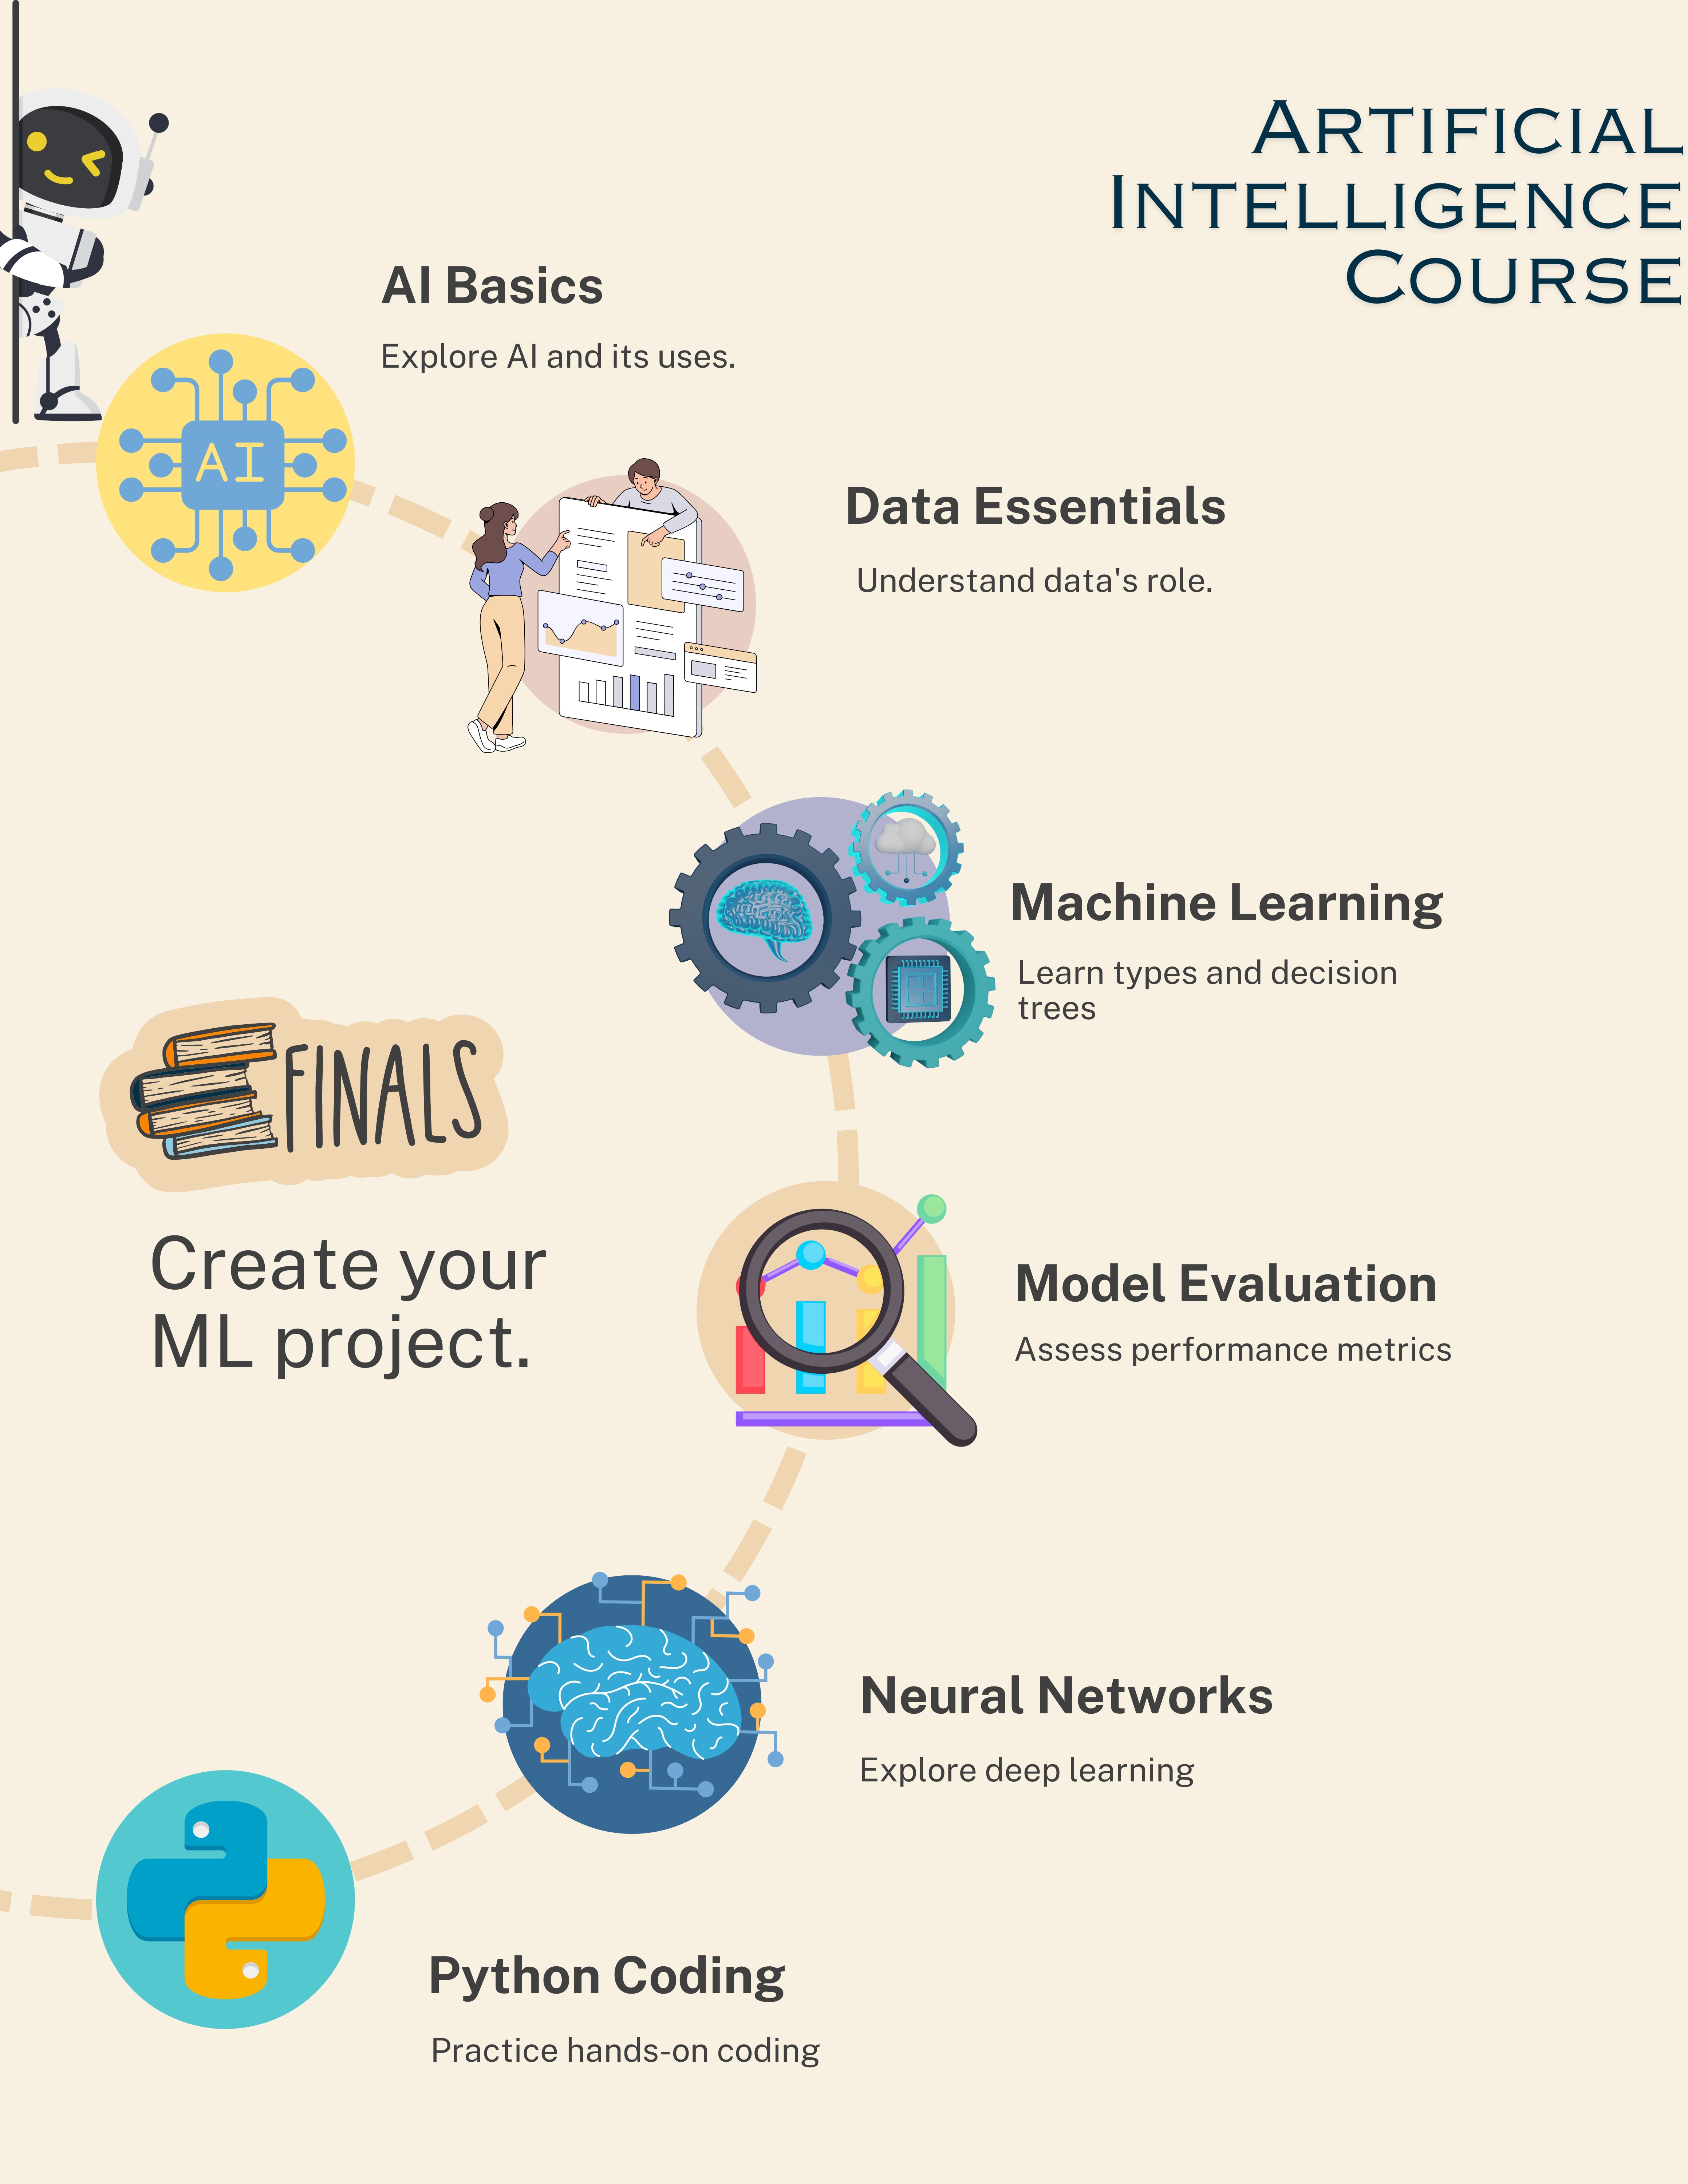 Artificial
Intelligence
Course
AI Basics
Explore AI and its uses.
AI
Data Essentials
Understand data's role.
Machine Learning
Learn types and decision
trees
FINALS
Create your
ML project.
Model Evaluation
Assess performance metrics
Neural Networks
Explore deep learning
Python Coding
Practice hands-on coding